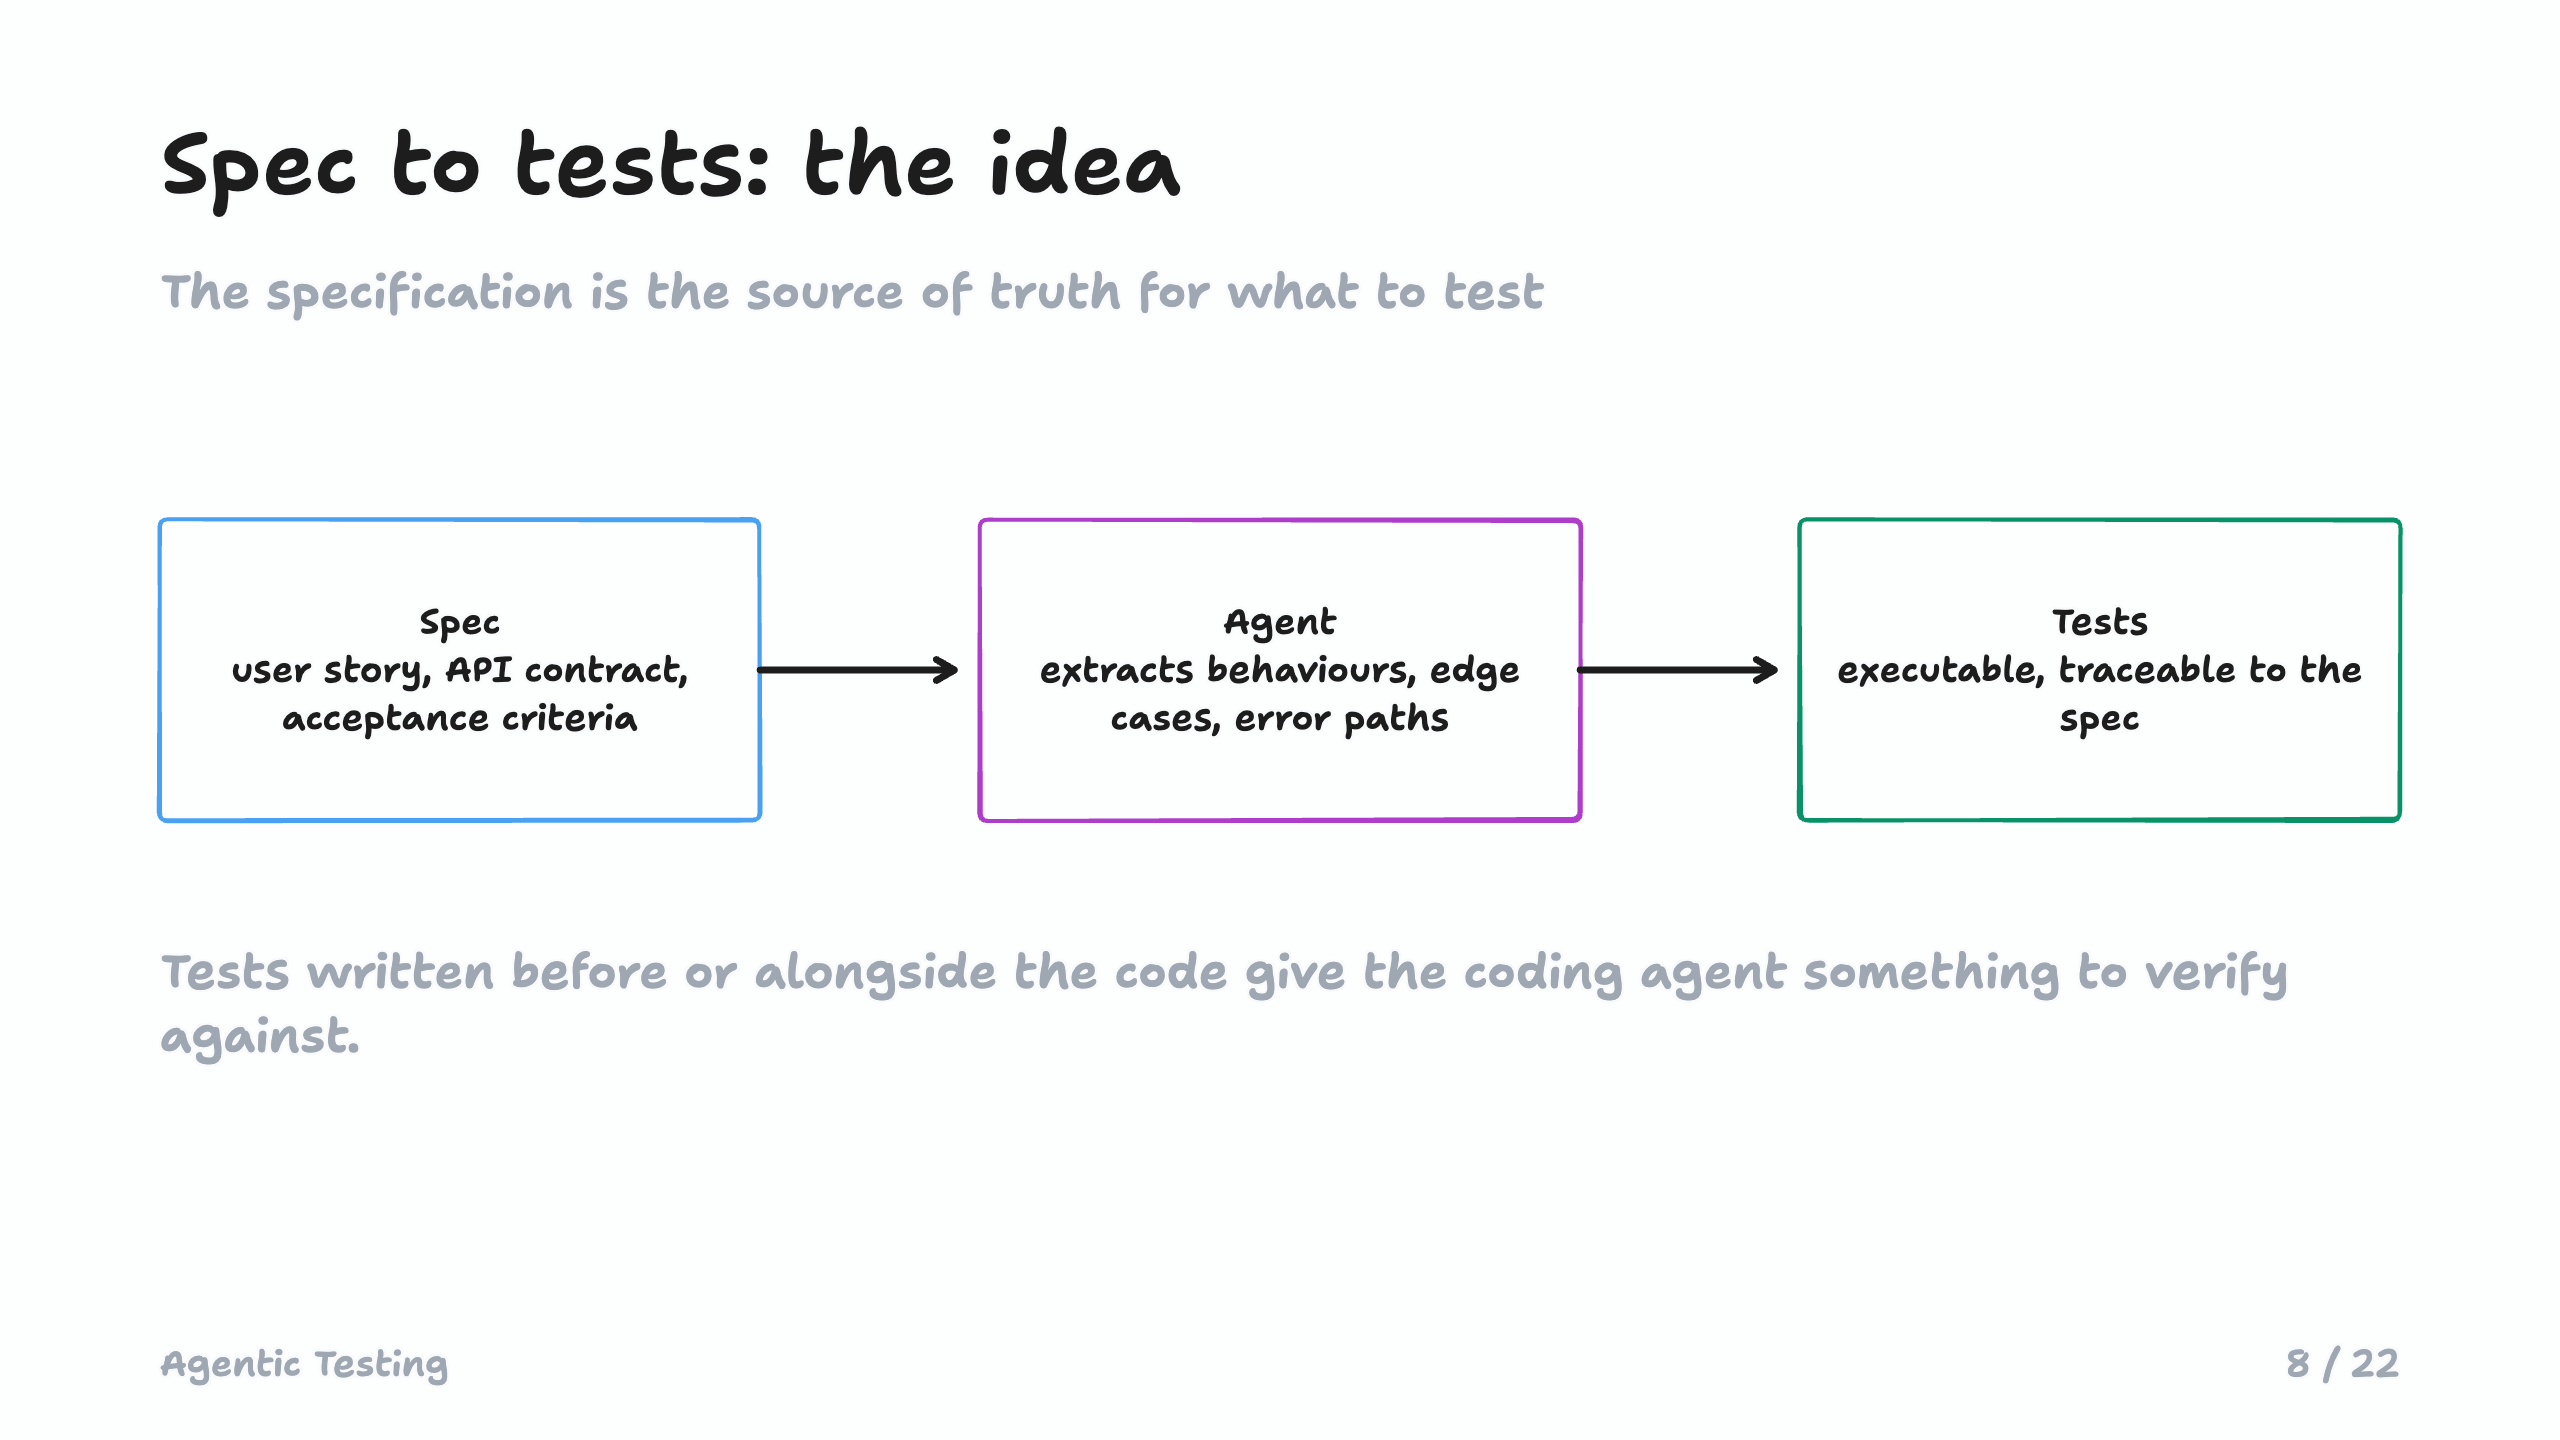 Spec to tests: the idea
The specification is the source of truth for what to test
Spec
user story, API contract,
acceptance criteria
Agent
extracts behaviours, edge
cases, error paths
Tests
executable, traceable to the
spec
Tests written before or alongside the code give the coding agent something to verify
against.
Agentic Testing
8 / 22